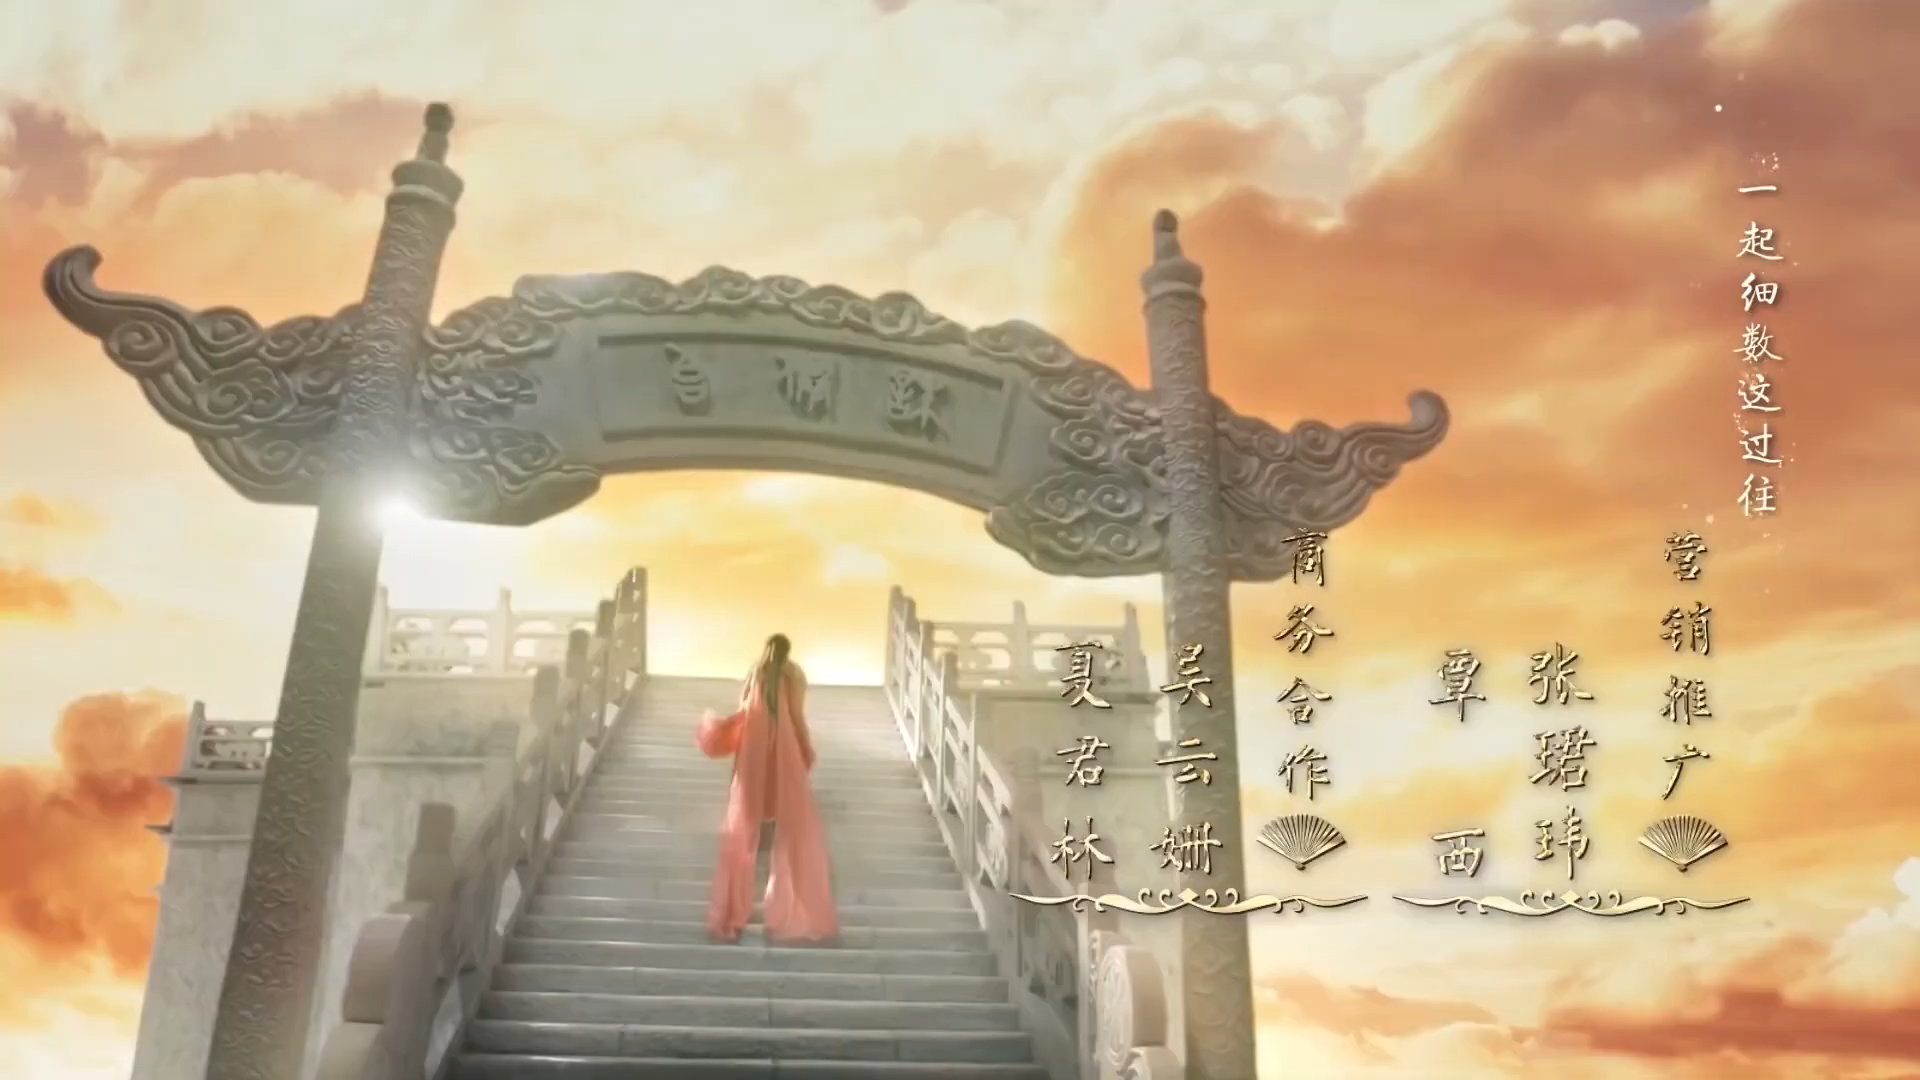 一起细数这过往
营销推广
张珺玮
覃西
商务合作
吴云姗
夏君林